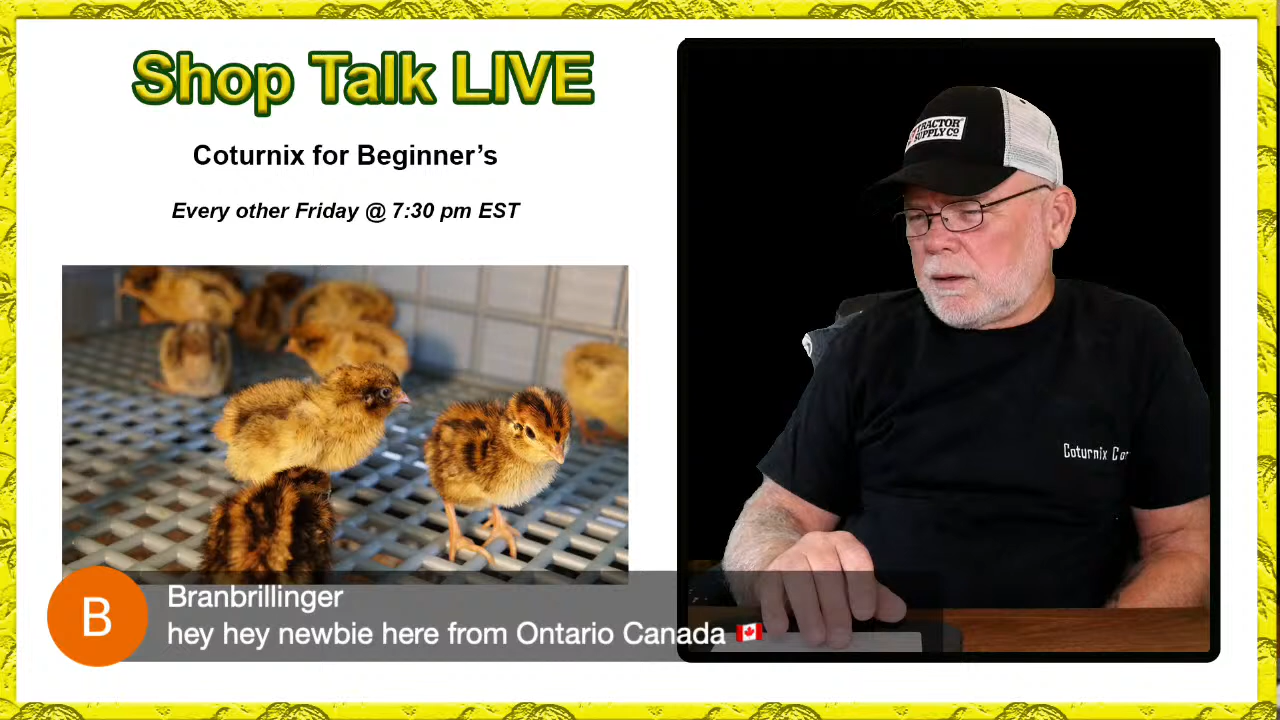 Shop Talk LIVE
Coturnix for Beginner's
Every other Friday @ 7:30 pm EST
TRACTOR
SUPPLY CO
Coturnix Cor
B
Branbrillinger
hey hey newbie here from Ontario Canada 🇨🇦